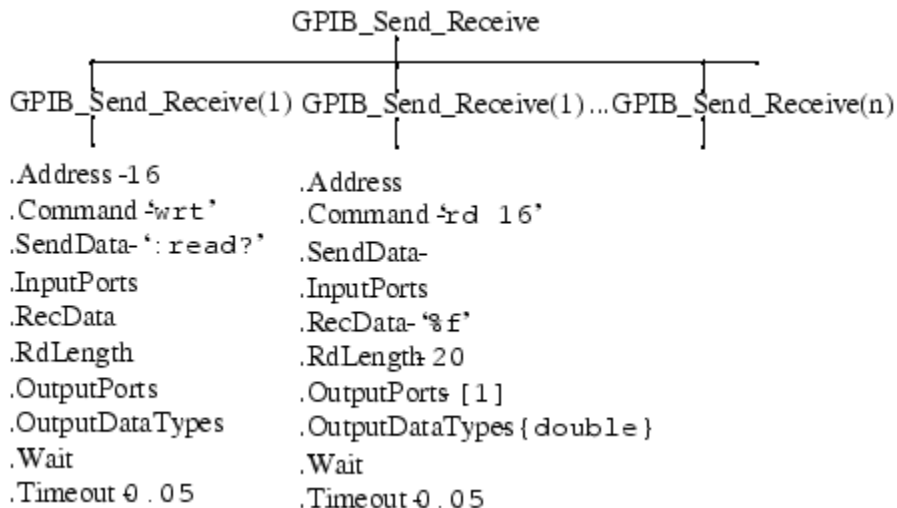 GPIB_Send_Receive
GPIB_Send_Receive(1) GPIB_Send_Receive(1)...GPIB_Send_Receive(n)
.Address -16
.Command -‘wrt’
.SendData- ‘:read?’
.InputPorts
.RecData
.RdLength
.OutputPorts
.OutputDataTypes
.Wait
.Timeout -0.05
.Address
.Command -‘rd 16’
.SendData-
.InputPorts
.RecData- ‘%f’
.RdLength- 20
.OutputPorts- [1]
.OutputDataTypes-{double}
.Wait
.Timeout -0.05